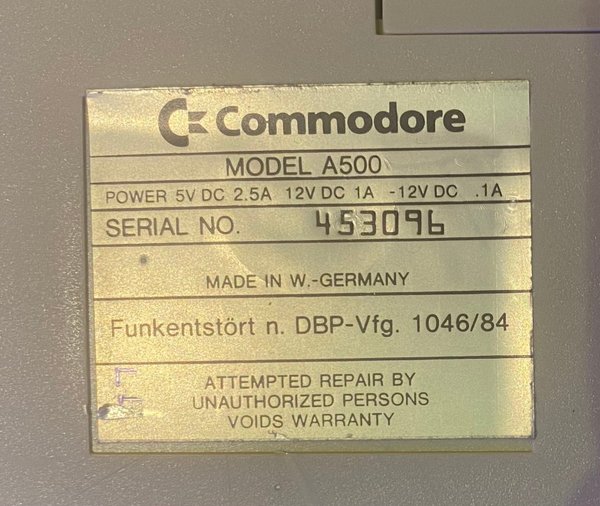 Commodore
MODEL A500
POWER 5V DC 2.5A 12V DC 1A -12V DC .1A
SERIAL NO. 453096
MADE IN W.-GERMANY
Funkentstört n. DBP-Vfg. 1046/84
ATTEMPTED REPAIR BY
UNAUTHORIZED PERSONS
VOIDS WARRANTY